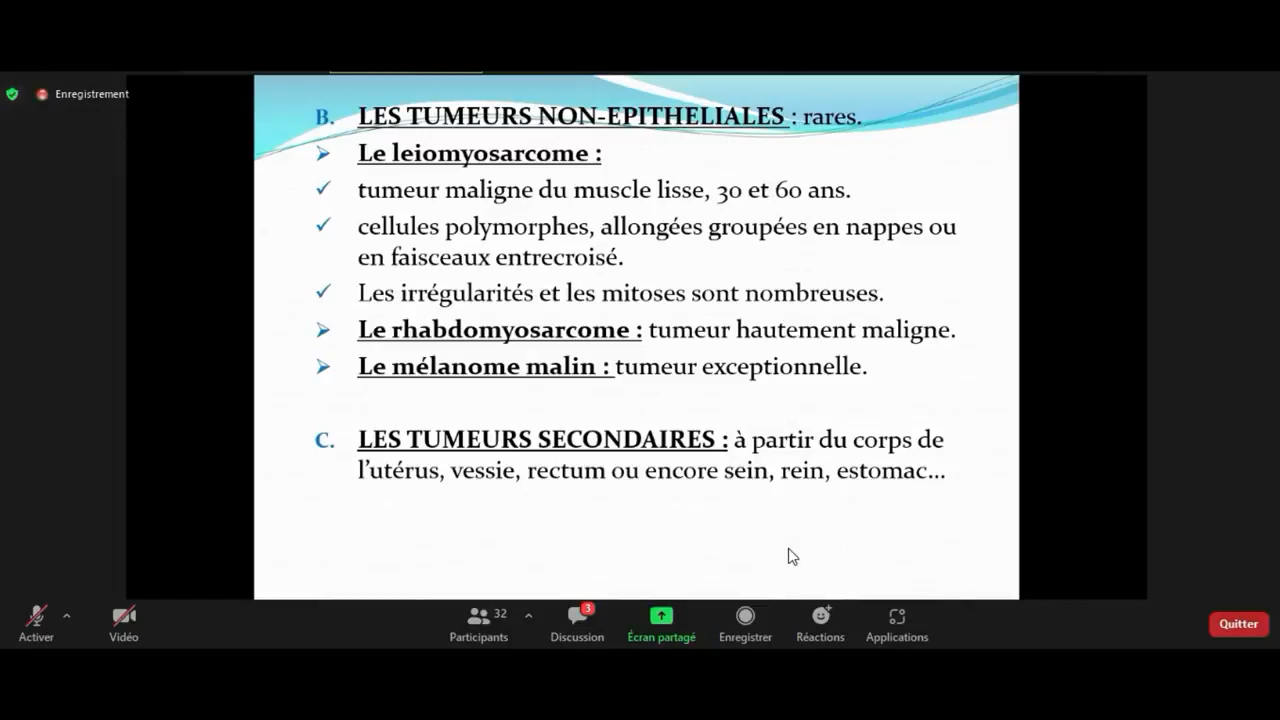 Enregistrement
B. LES TUMEURS NON-EPITHELIALES : rares.
Le leiomyosarcome :
tumeur maligne du muscle lisse, 30 et 60 ans.
cellules polymorphes, allongées groupées en nappes ou
en faisceaux entrecroisé.
Les irrégularités et les mitoses sont nombreuses.
Le rhabdomyosarcome : tumeur hautement maligne.
Le mélanome malin : tumeur exceptionnelle.
C. LES TUMEURS SECONDAIRES : à partir du corps de
l'utérus, vessie, rectum ou encore sein, rein, estomac...
32
3
Activer
Vidéo
Participants
Discussion
Écran partagé
Enregistrer
Réactions
Applications
Quitter